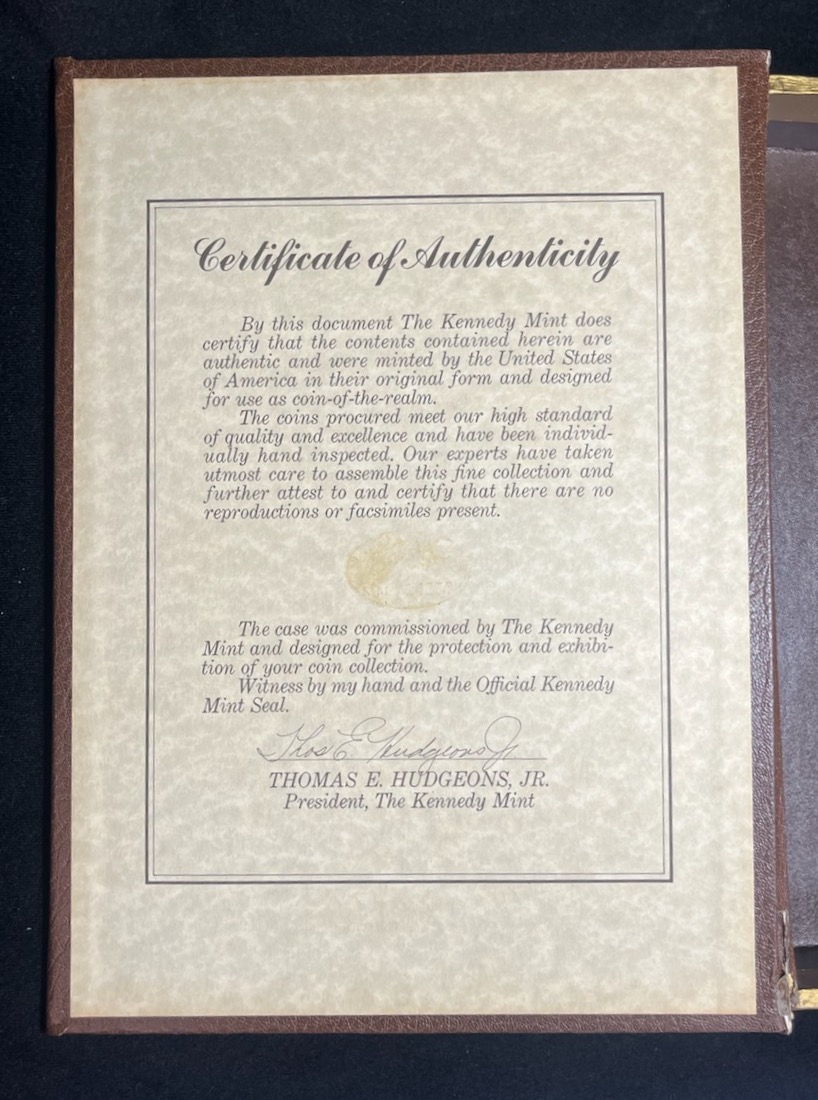 Certificate of Authenticity
By this document The Kennedy Mint does
certify that the contents contained herein are
authentic and were minted by the United States
of America in their original form and designed
for use as coin-of-the-realm.
The coins procured meet our high standard
of quality and excellence and have been individ-
ually hand inspected. Our experts have taken
utmost care to assemble this fine collection and
further attest to and certify that there are no
reproductions or facsimiles present.
The case was commissioned by The Kennedy
Mint and designed for the protection and exhibi-
tion of your coin collection.
Witness by my hand and the Official Kennedy
Mint Seal.
Thos E. Hudgeons Jr
THOMAS E. HUDGEONS, JR.
President, The Kennedy Mint